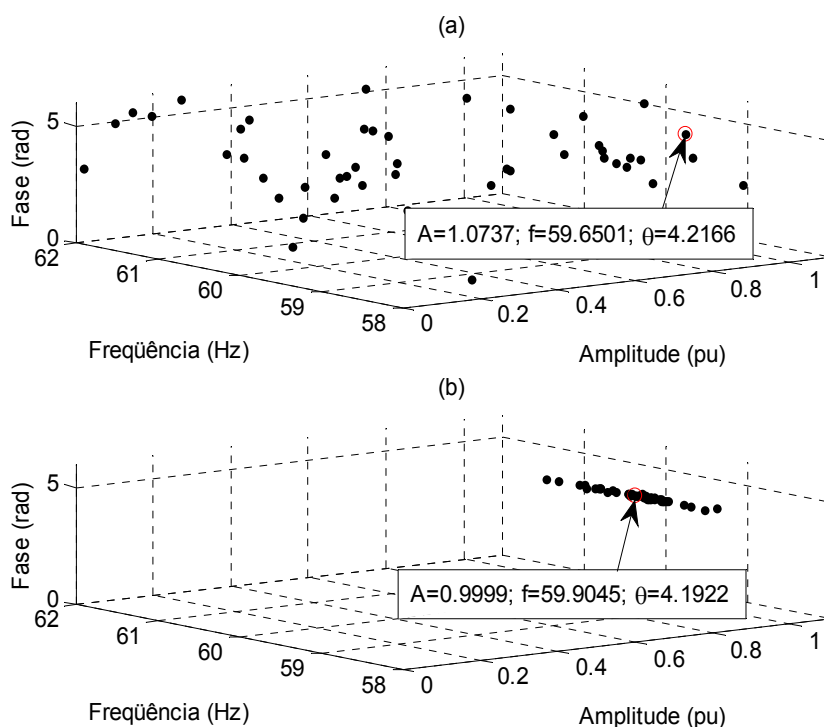 (a)
5
Fase (rad)
0
62
61
60
59
58
A=1.0737; f=59.6501; θ=4.2166
0
0.2
0.4
0.6
0.8
1
Freqüência (Hz)
Amplitude (pu)
(b)
5
Fase (rad)
0
62
61
60
59
58
A=0.9999; f=59.9045; θ=4.1922
0
0.2
0.4
0.6
0.8
1
Freqüência (Hz)
Amplitude (pu)